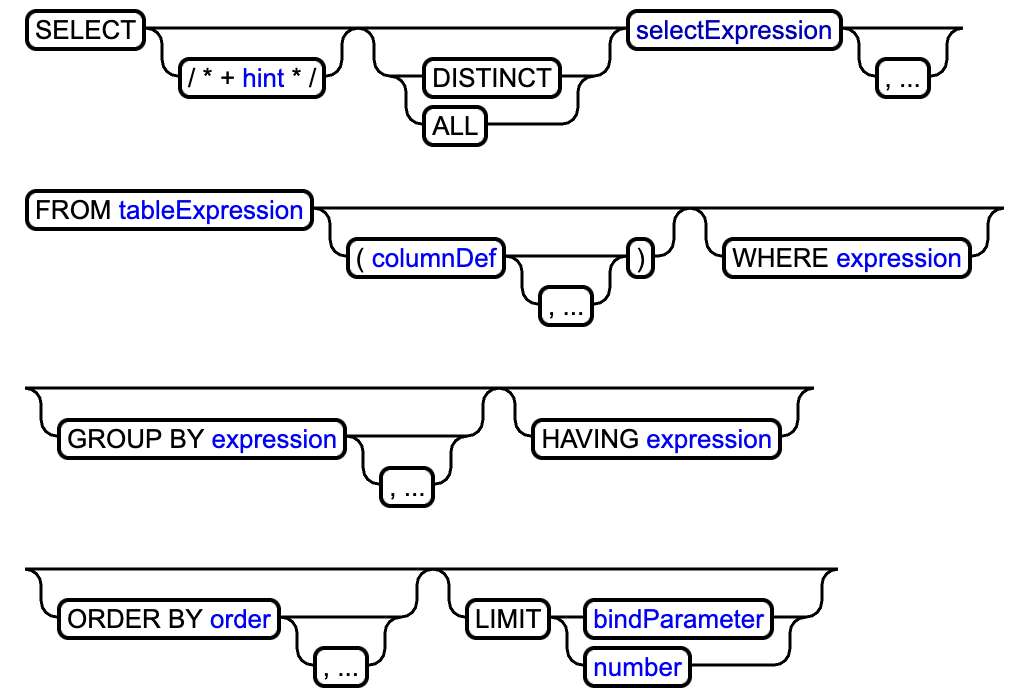 SELECT selectExpression
/ * + hint * / DISTINCT , ...
ALL
FROM tableExpression
( columnDef ) WHERE expression
, ...
GROUP BY expression HAVING expression
, ...
ORDER BY order LIMIT bindParameter
, ... number